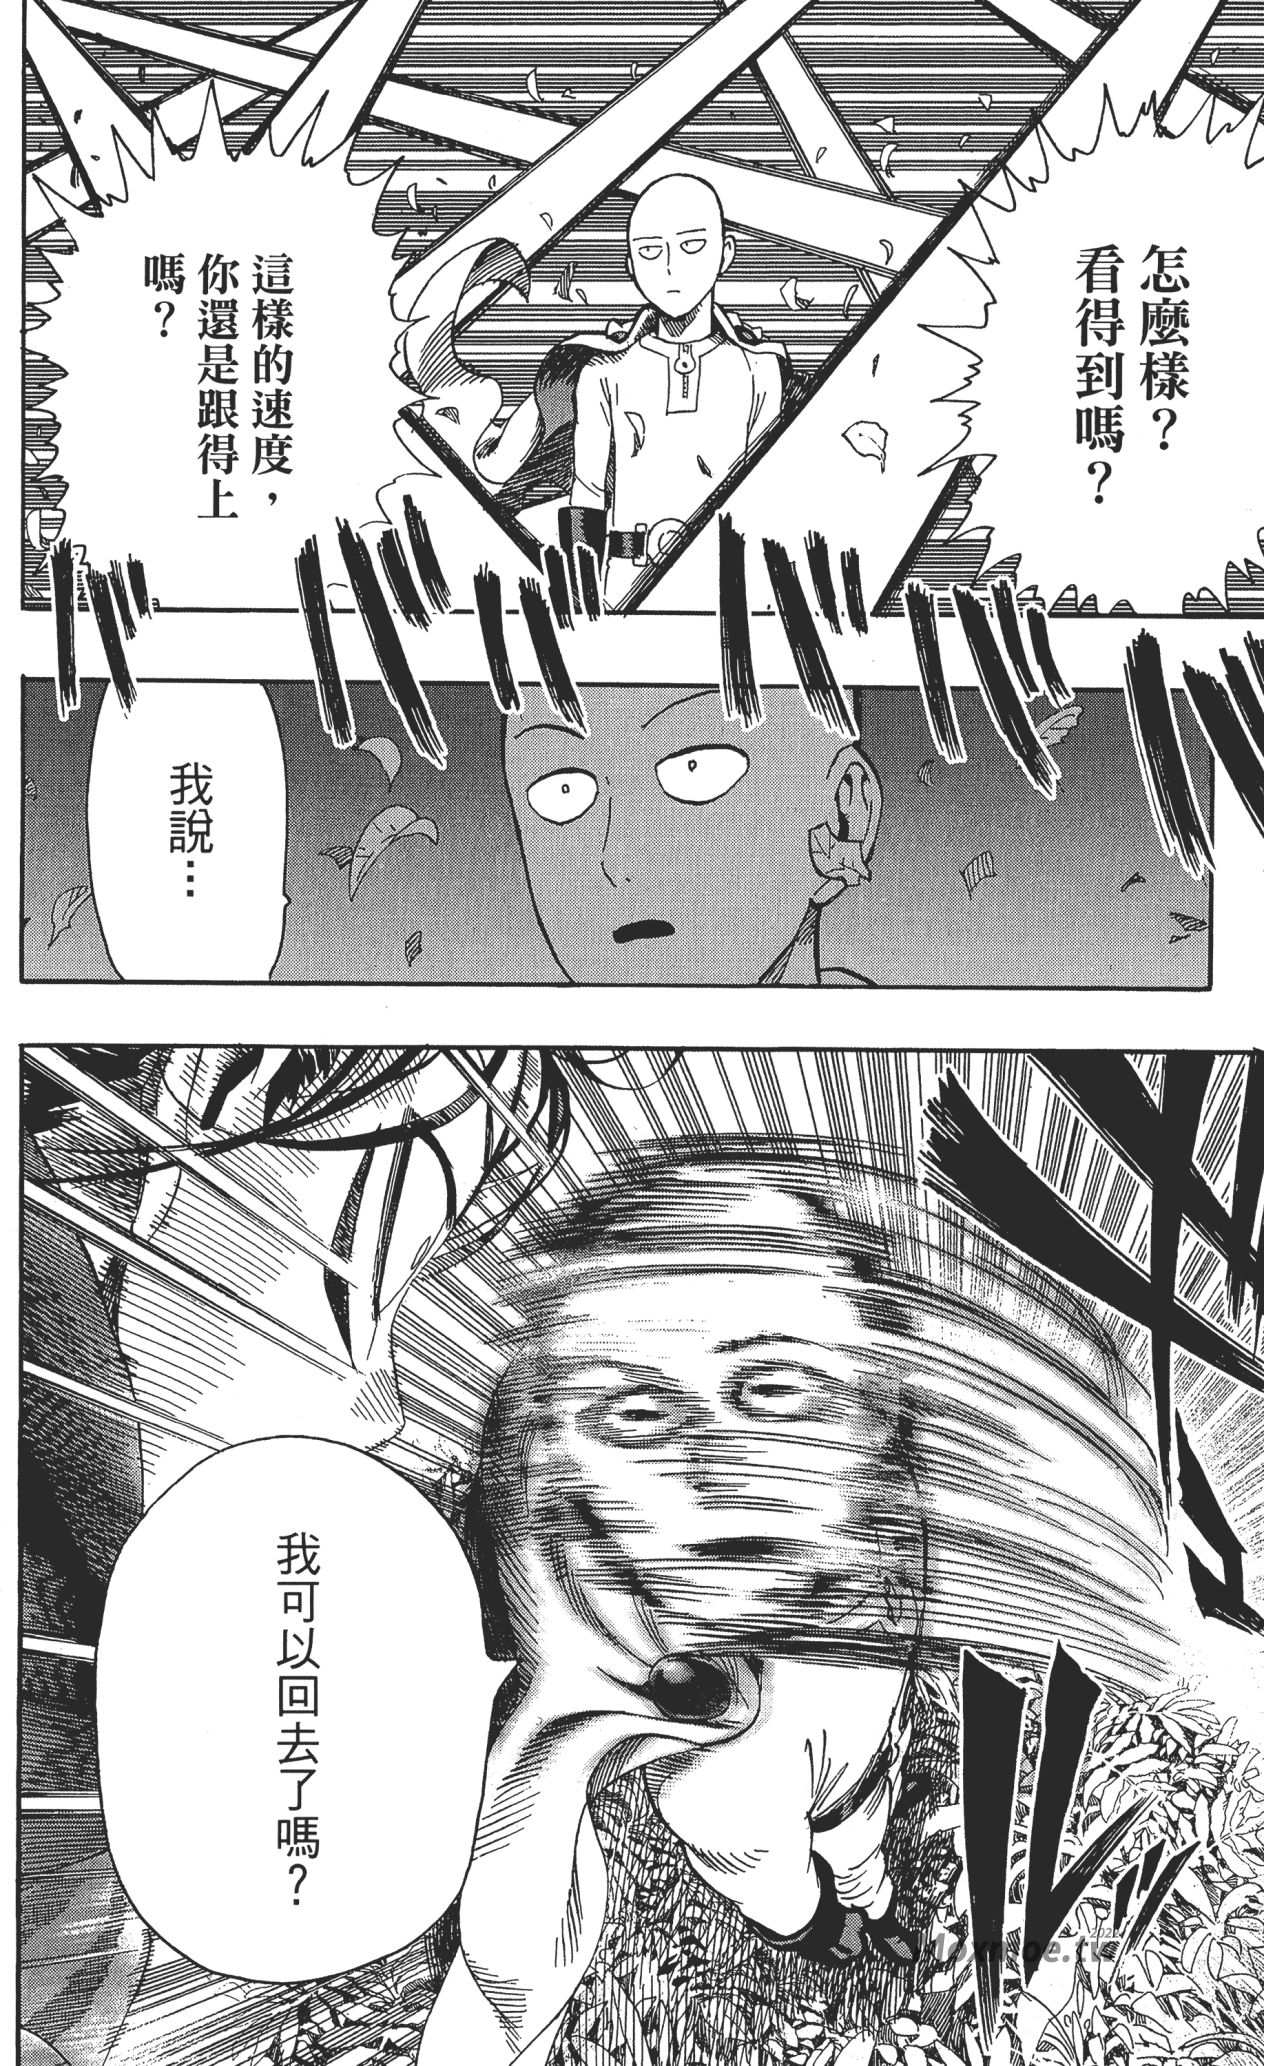 怎麼樣？
看得到嗎？
這樣的速度，
你還是跟得上
嗎？
我說…
我可以回去了嗎？